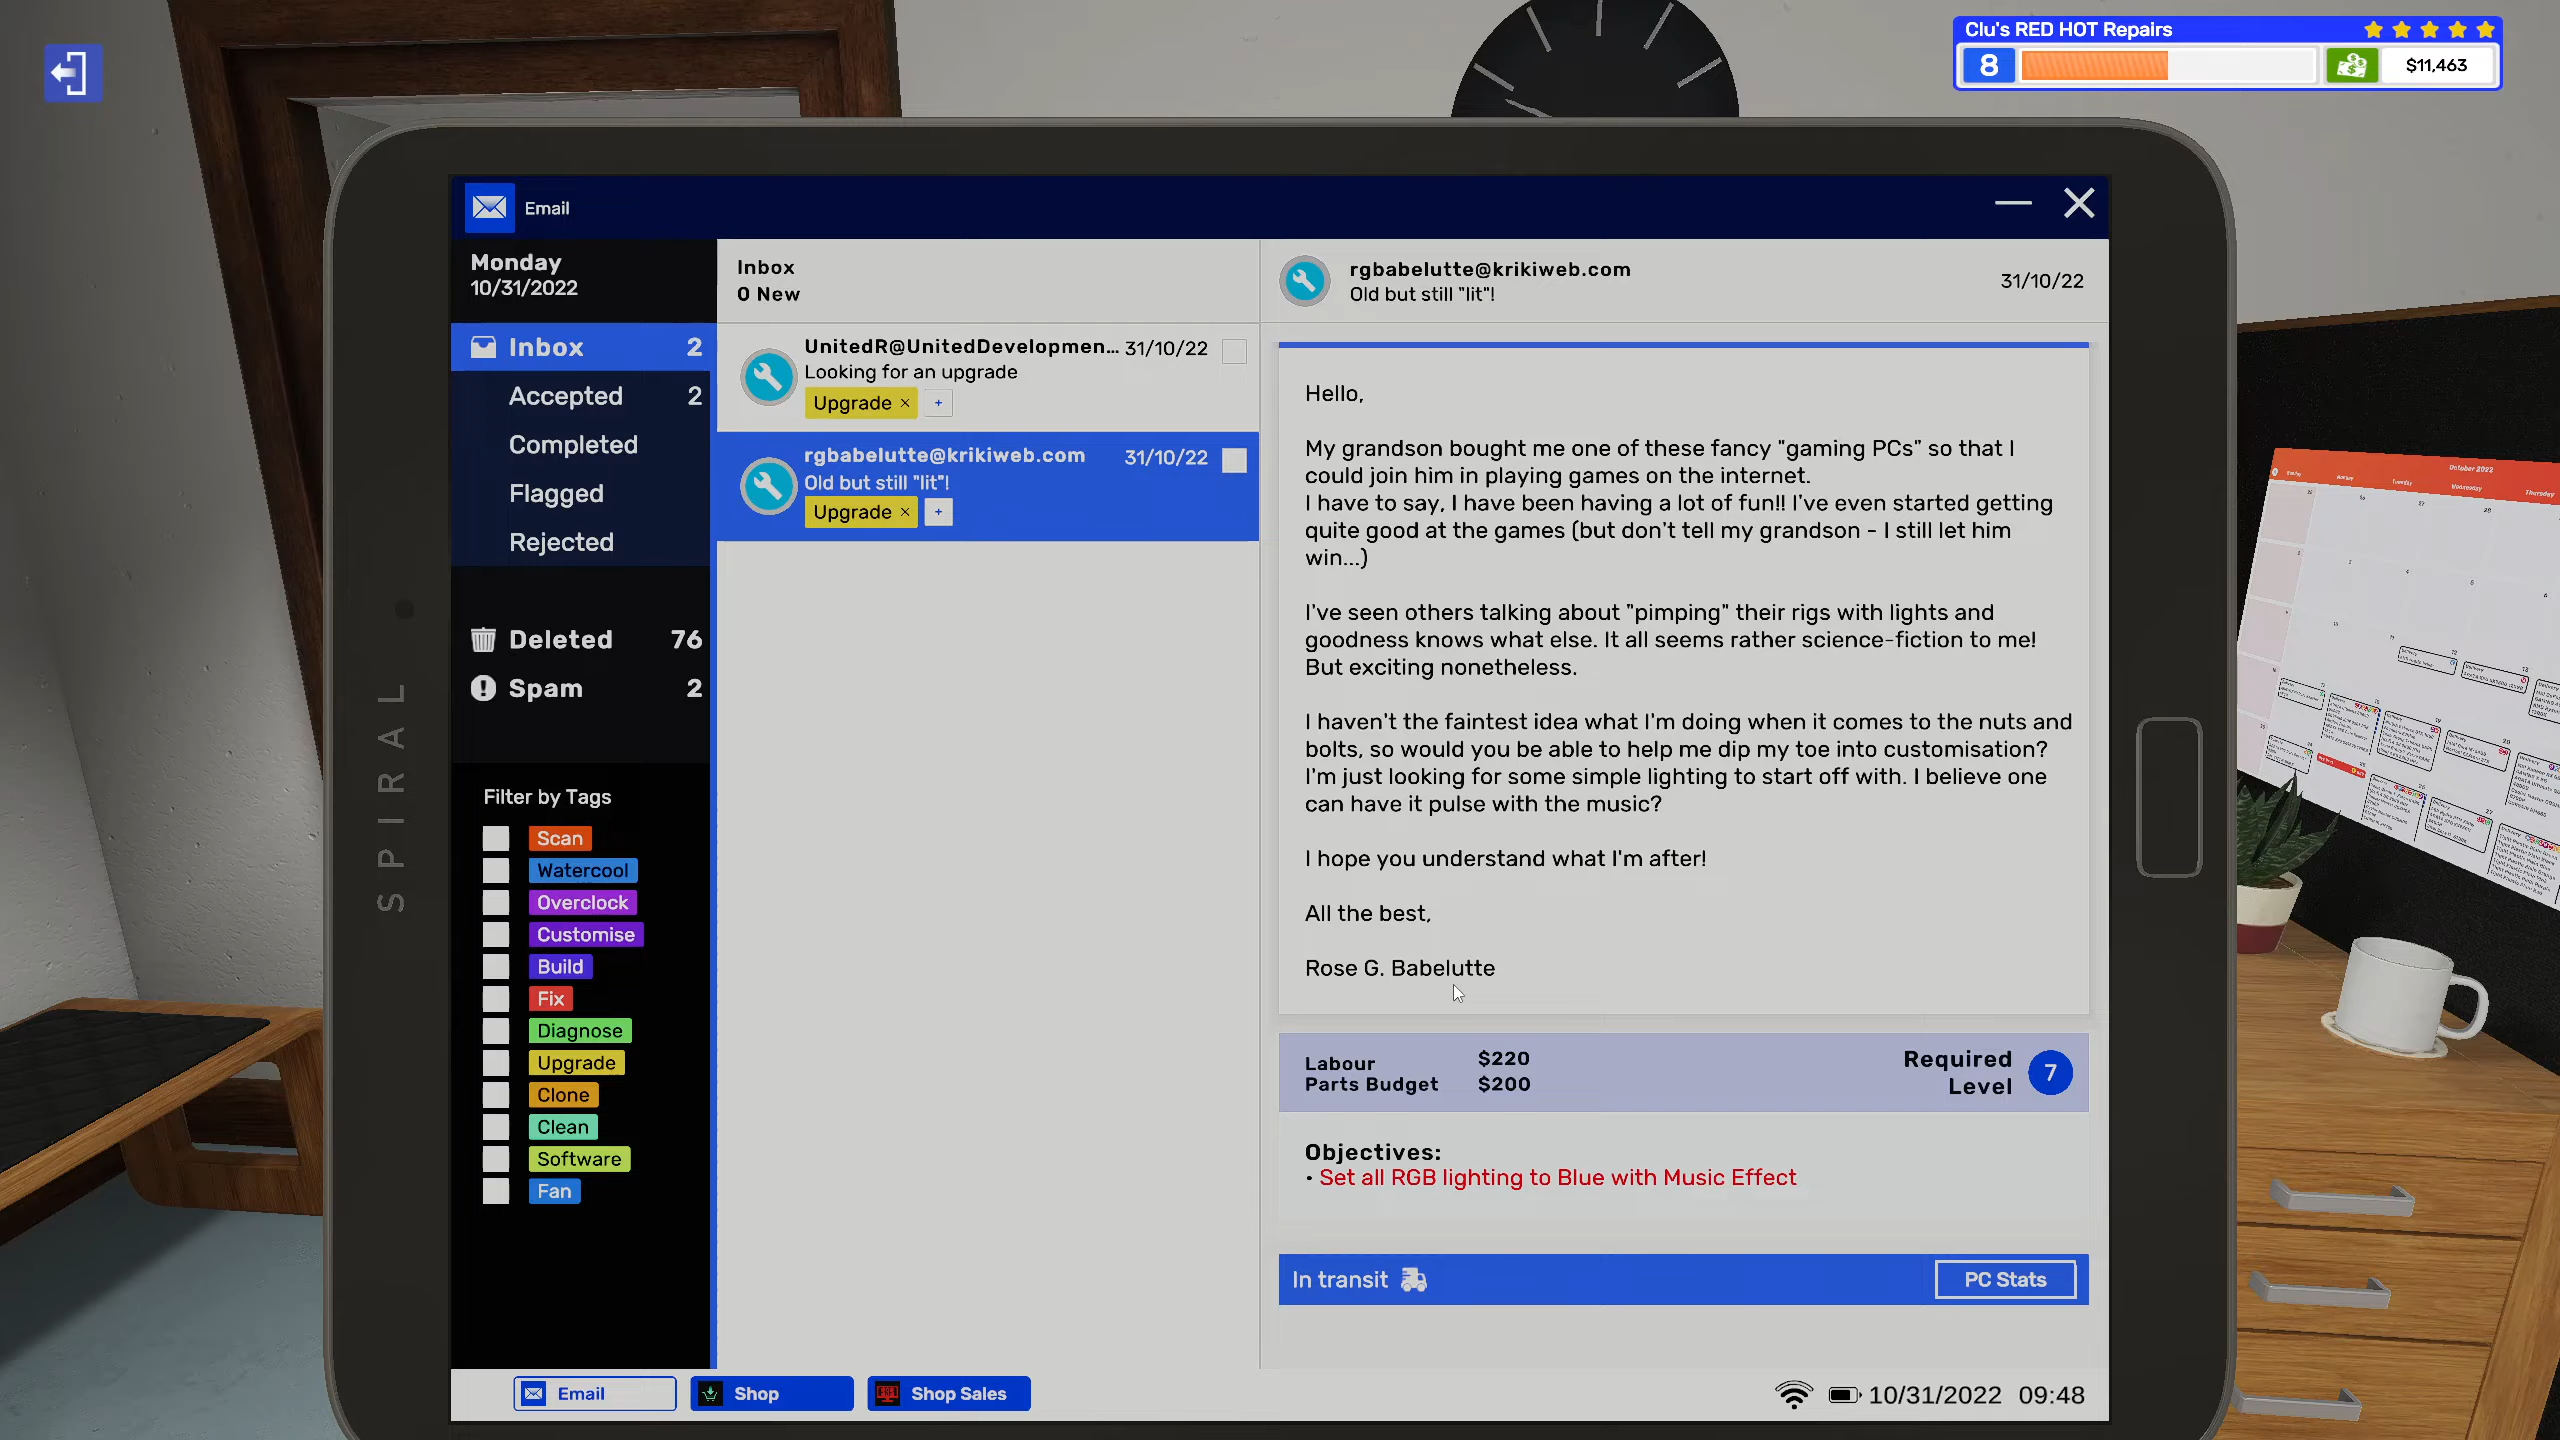 Clu's RED HOT Repairs
8
$11,463
Email
Monday
10/31/2022
Inbox 2
Accepted 2
Completed
Flagged
Rejected
Deleted 76
Spam 2
Filter by Tags
Scan
Watercool
Overclock
Customise
Build
Fix
Diagnose
Upgrade
Clone
Clean
Software
Fan
Inbox
0 New
UnitedR@UnitedDevelopmen... 31/10/22
Looking for an upgrade
Upgrade × +
rgbabelutte@krikiweb.com 31/10/22
Old but still "lit"!
Upgrade × +
rgbabelutte@krikiweb.com
Old but still "lit"!
31/10/22
Hello,
My grandson bought me one of these fancy "gaming PCs" so that I
could join him in playing games on the internet.
I have to say, I have been having a lot of fun!! I've even started getting
quite good at the games (but don't tell my grandson - I still let him
win...)
I've seen others talking about "pimping" their rigs with lights and
goodness knows what else. It all seems rather science-fiction to me!
But exciting nonetheless.
I haven't the faintest idea what I'm doing when it comes to the nuts and
bolts, so would you be able to help me dip my toe into customisation?
I'm just looking for some simple lighting to start off with. I believe one
can have it pulse with the music?
I hope you understand what I'm after!
All the best,
Rose G. Babelutte
Labour $220
Parts Budget $200
Required
Level
7
Objectives:
• Set all RGB lighting to Blue with Music Effect
In transit
PC Stats
Email
Shop
Shop Sales
10/31/2022 09:48
SPIRAL
October 2022